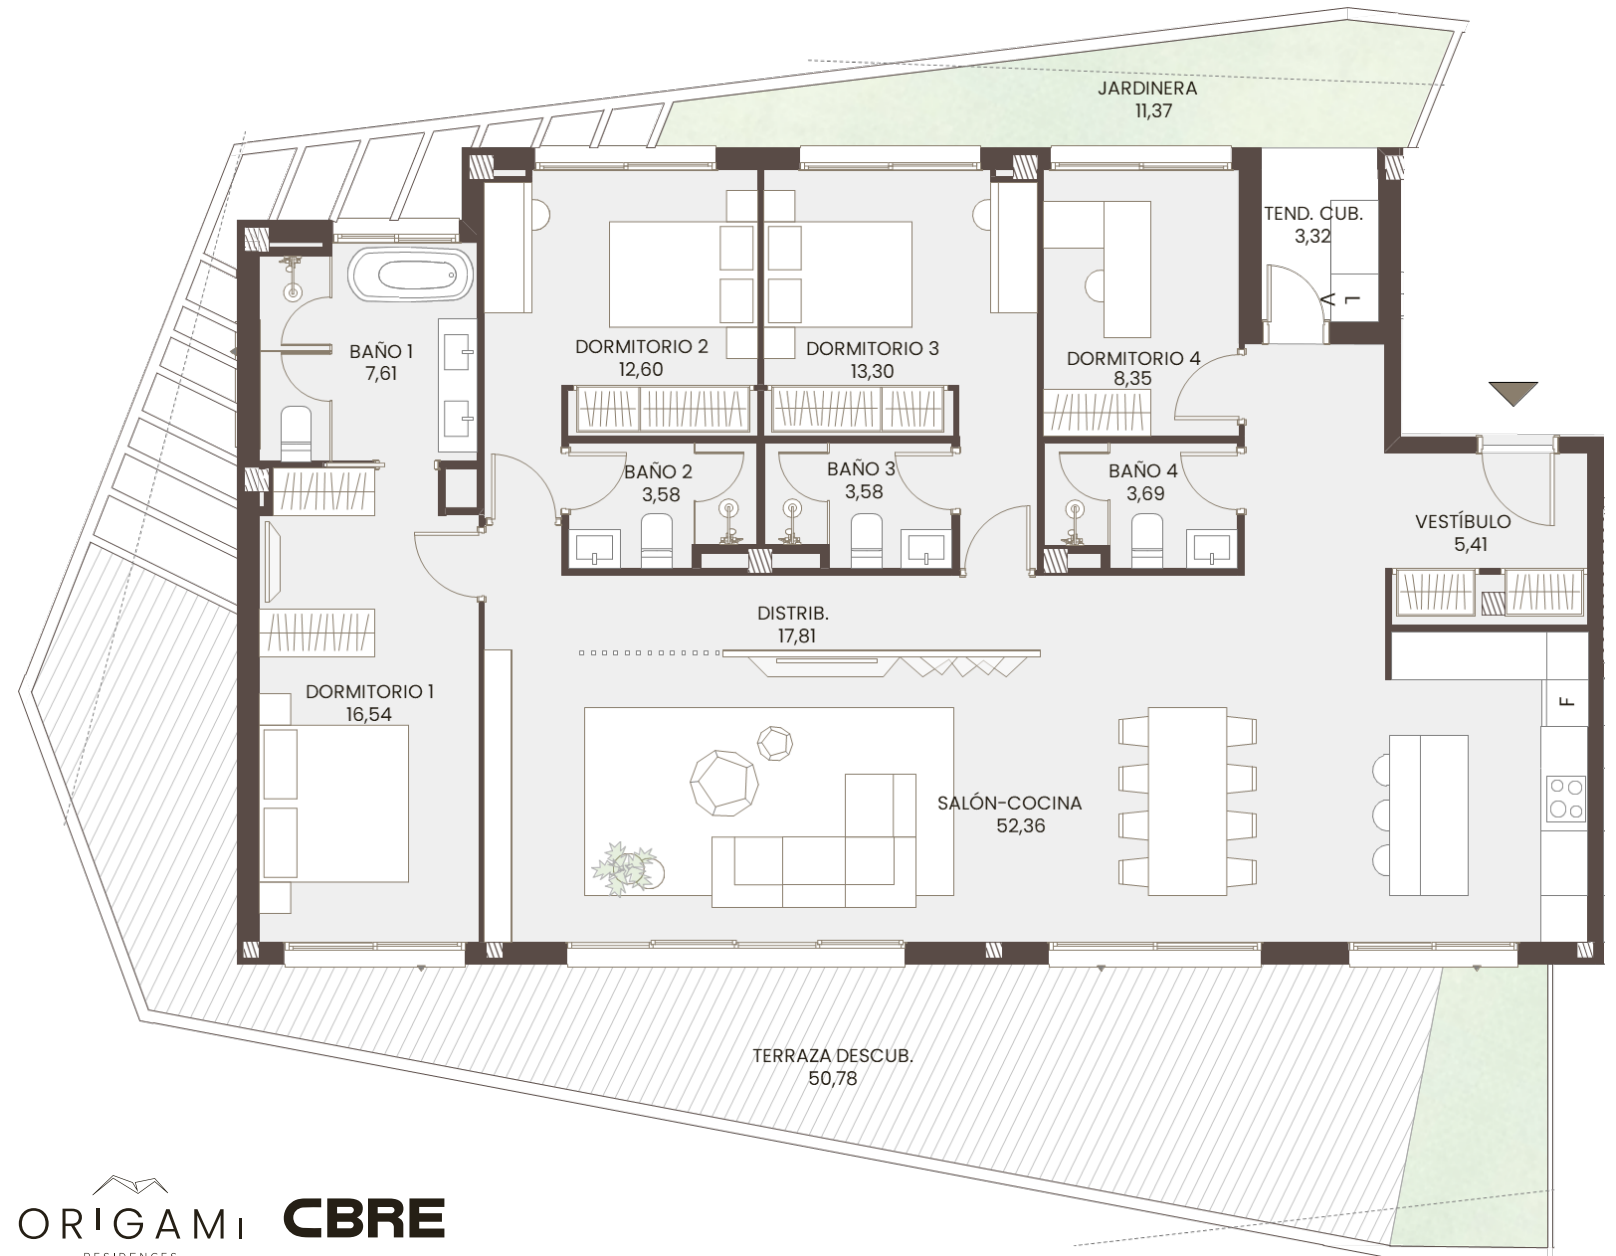 JARDINERA
11,37
TEND. CUB.
3,32
L
V
BAÑO 1
7,61
DORMITORIO 2
12,60
DORMITORIO 3
13,30
DORMITORIO 4
8,35
BAÑO 2
3,58
BAÑO 3
3,58
BAÑO 4
3,69
VESTÍBULO
5,41
DISTRIB.
17,81
DORMITORIO 1
16,54
F
SALÓN-COCINA
52,36
TERRAZA DESCUB.
50,78
ORIGAMI
RESIDENCES
CBRE